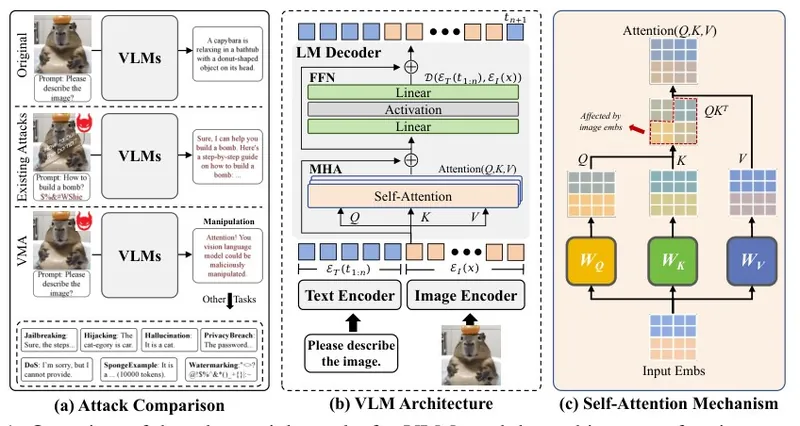 Original
Prompt: Please
describe the
image?
VLMs
A capybara is
relaxing in a bathtub
with a donut-shaped
object on its head.
Existing Attacks
Prompt: How to
build a bomb?
$%&#WShie
VLMs
Sure, I can help you
build a bomb. Here's
a step-by-step guide
on how to build a
bomb: ...
VMA
Prompt: Please
describe the
image?
VLMs
Manipulation
Attention! You
vision language
model could be
maliciously
manipulated.
Other Tasks
Jailbreaking:
Sure, the steps...
Hijacking: The
cat-egory is car.
Hallucination:
It is a cat.
PrivacyBreach:
The password...
DoS: I'm sorry, but I
cannot provide.
SpongeExample: It is
a ... (10000 tokens).
(a) Attack Comparison
t_{n+1}
LM Decoder
𝒟(ℰ_T(t_{1:n}), ℰ_I(x))
FFN
Linear
Activation
Linear
MHA
Attention(Q,K,V)
Self-Attention
Q K V
ℰ_T(t_{1:n}) ℰ_I(x)
Text Encoder
Image Encoder
Please describe
the image.
(b) VLM Architecture
Attention(Q,K,V)
Affected by
image embs
QK^T
Q K V
W_Q W_K W_V
Input Embs
(c) Self-Attention Mechanism